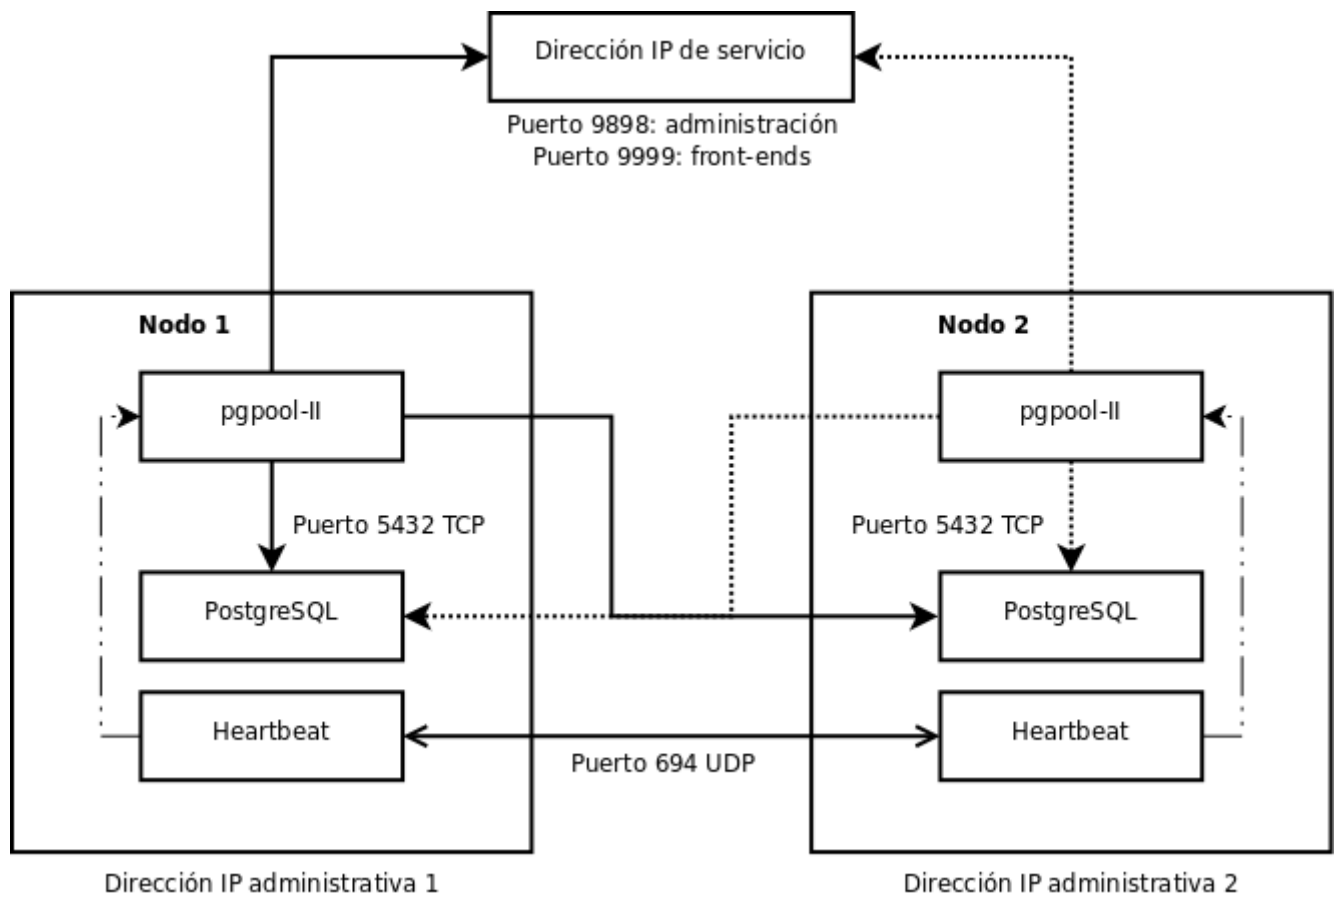 Dirección IP de servicio
Puerto 9898: administración
Puerto 9999: front-ends
Nodo 1
Nodo 2
pgpool-II
pgpool-II
Puerto 5432 TCP
Puerto 5432 TCP
PostgreSQL
PostgreSQL
Heartbeat
Heartbeat
Puerto 694 UDP
Dirección IP administrativa 1
Dirección IP administrativa 2